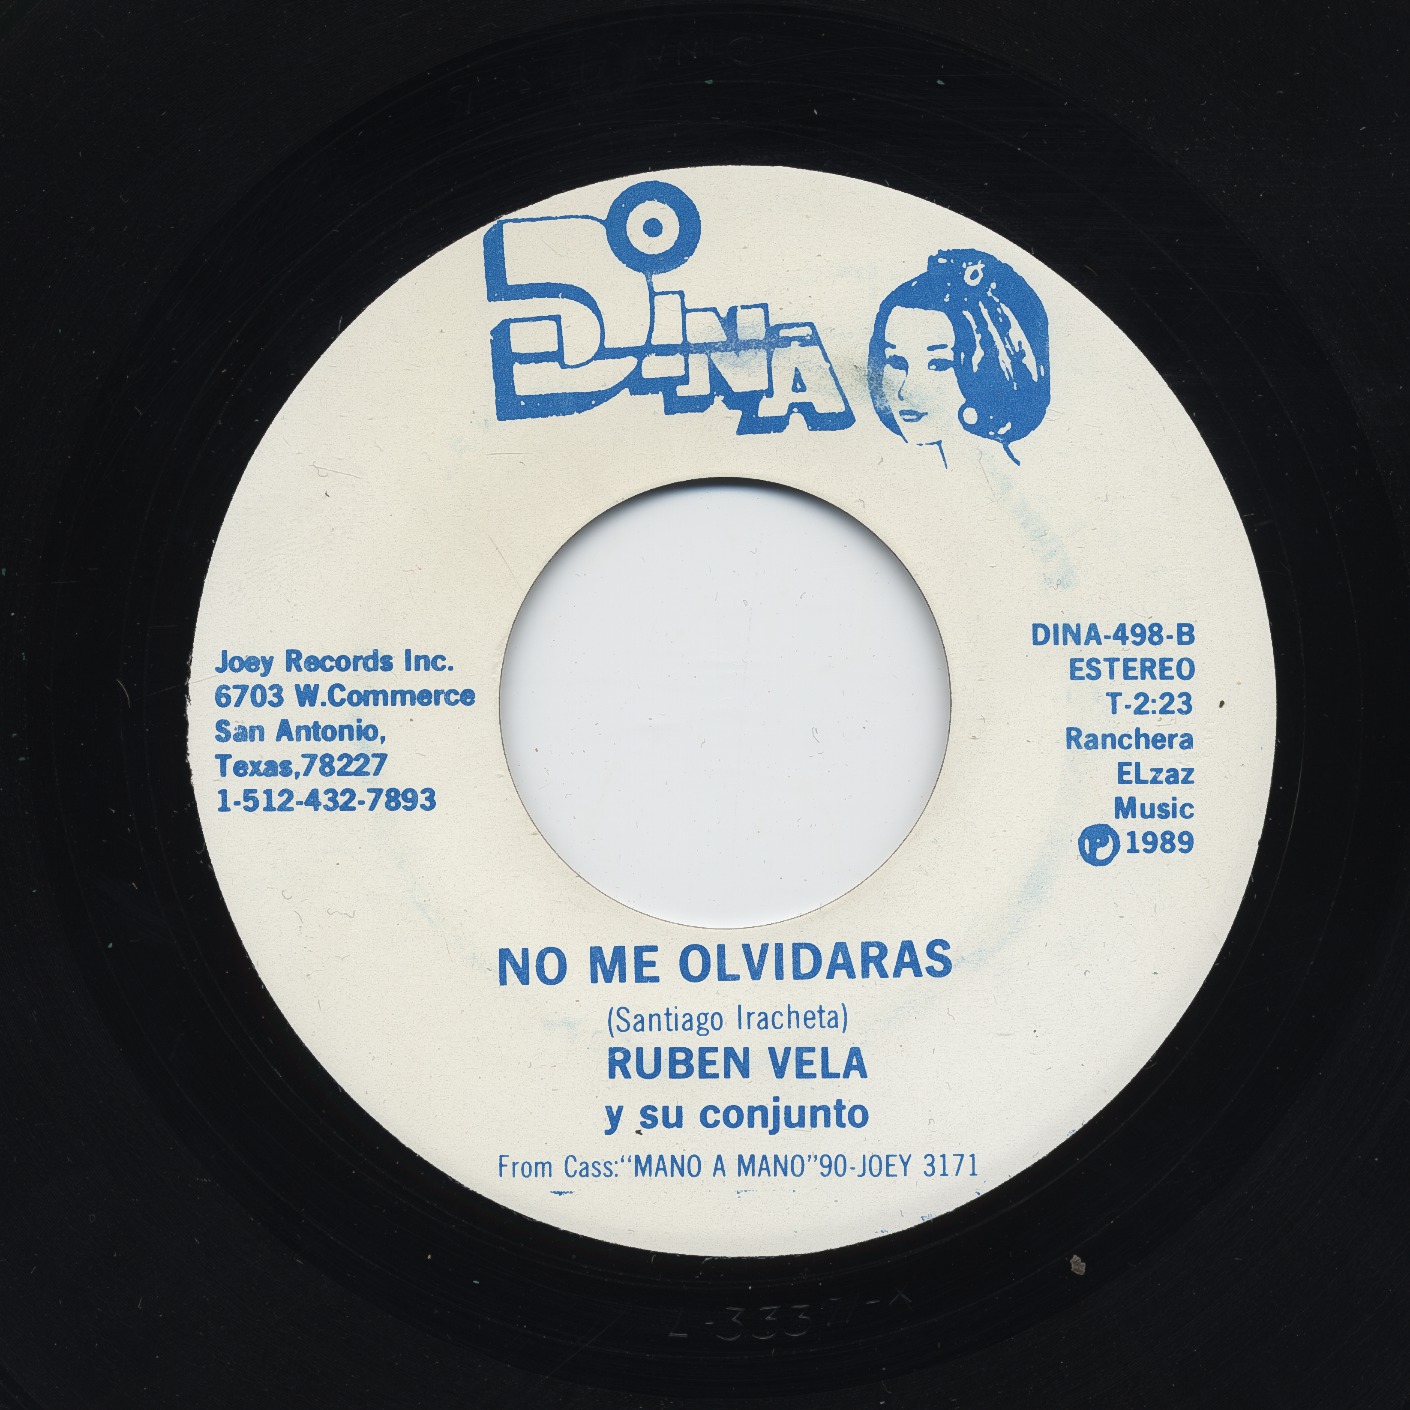 DINA
Joey Records Inc.
6703 W.Commerce
San Antonio,
Texas,78227
1-512-432-7893
DINA-498-B
ESTEREO
T-2:23
Ranchera
ELzaz
Music
Ⓟ1989
NO ME OLVIDARAS
(Santiago Iracheta)
RUBEN VELA
y su conjunto
From Cass:“MANO A MANO”90-JOEY 3171